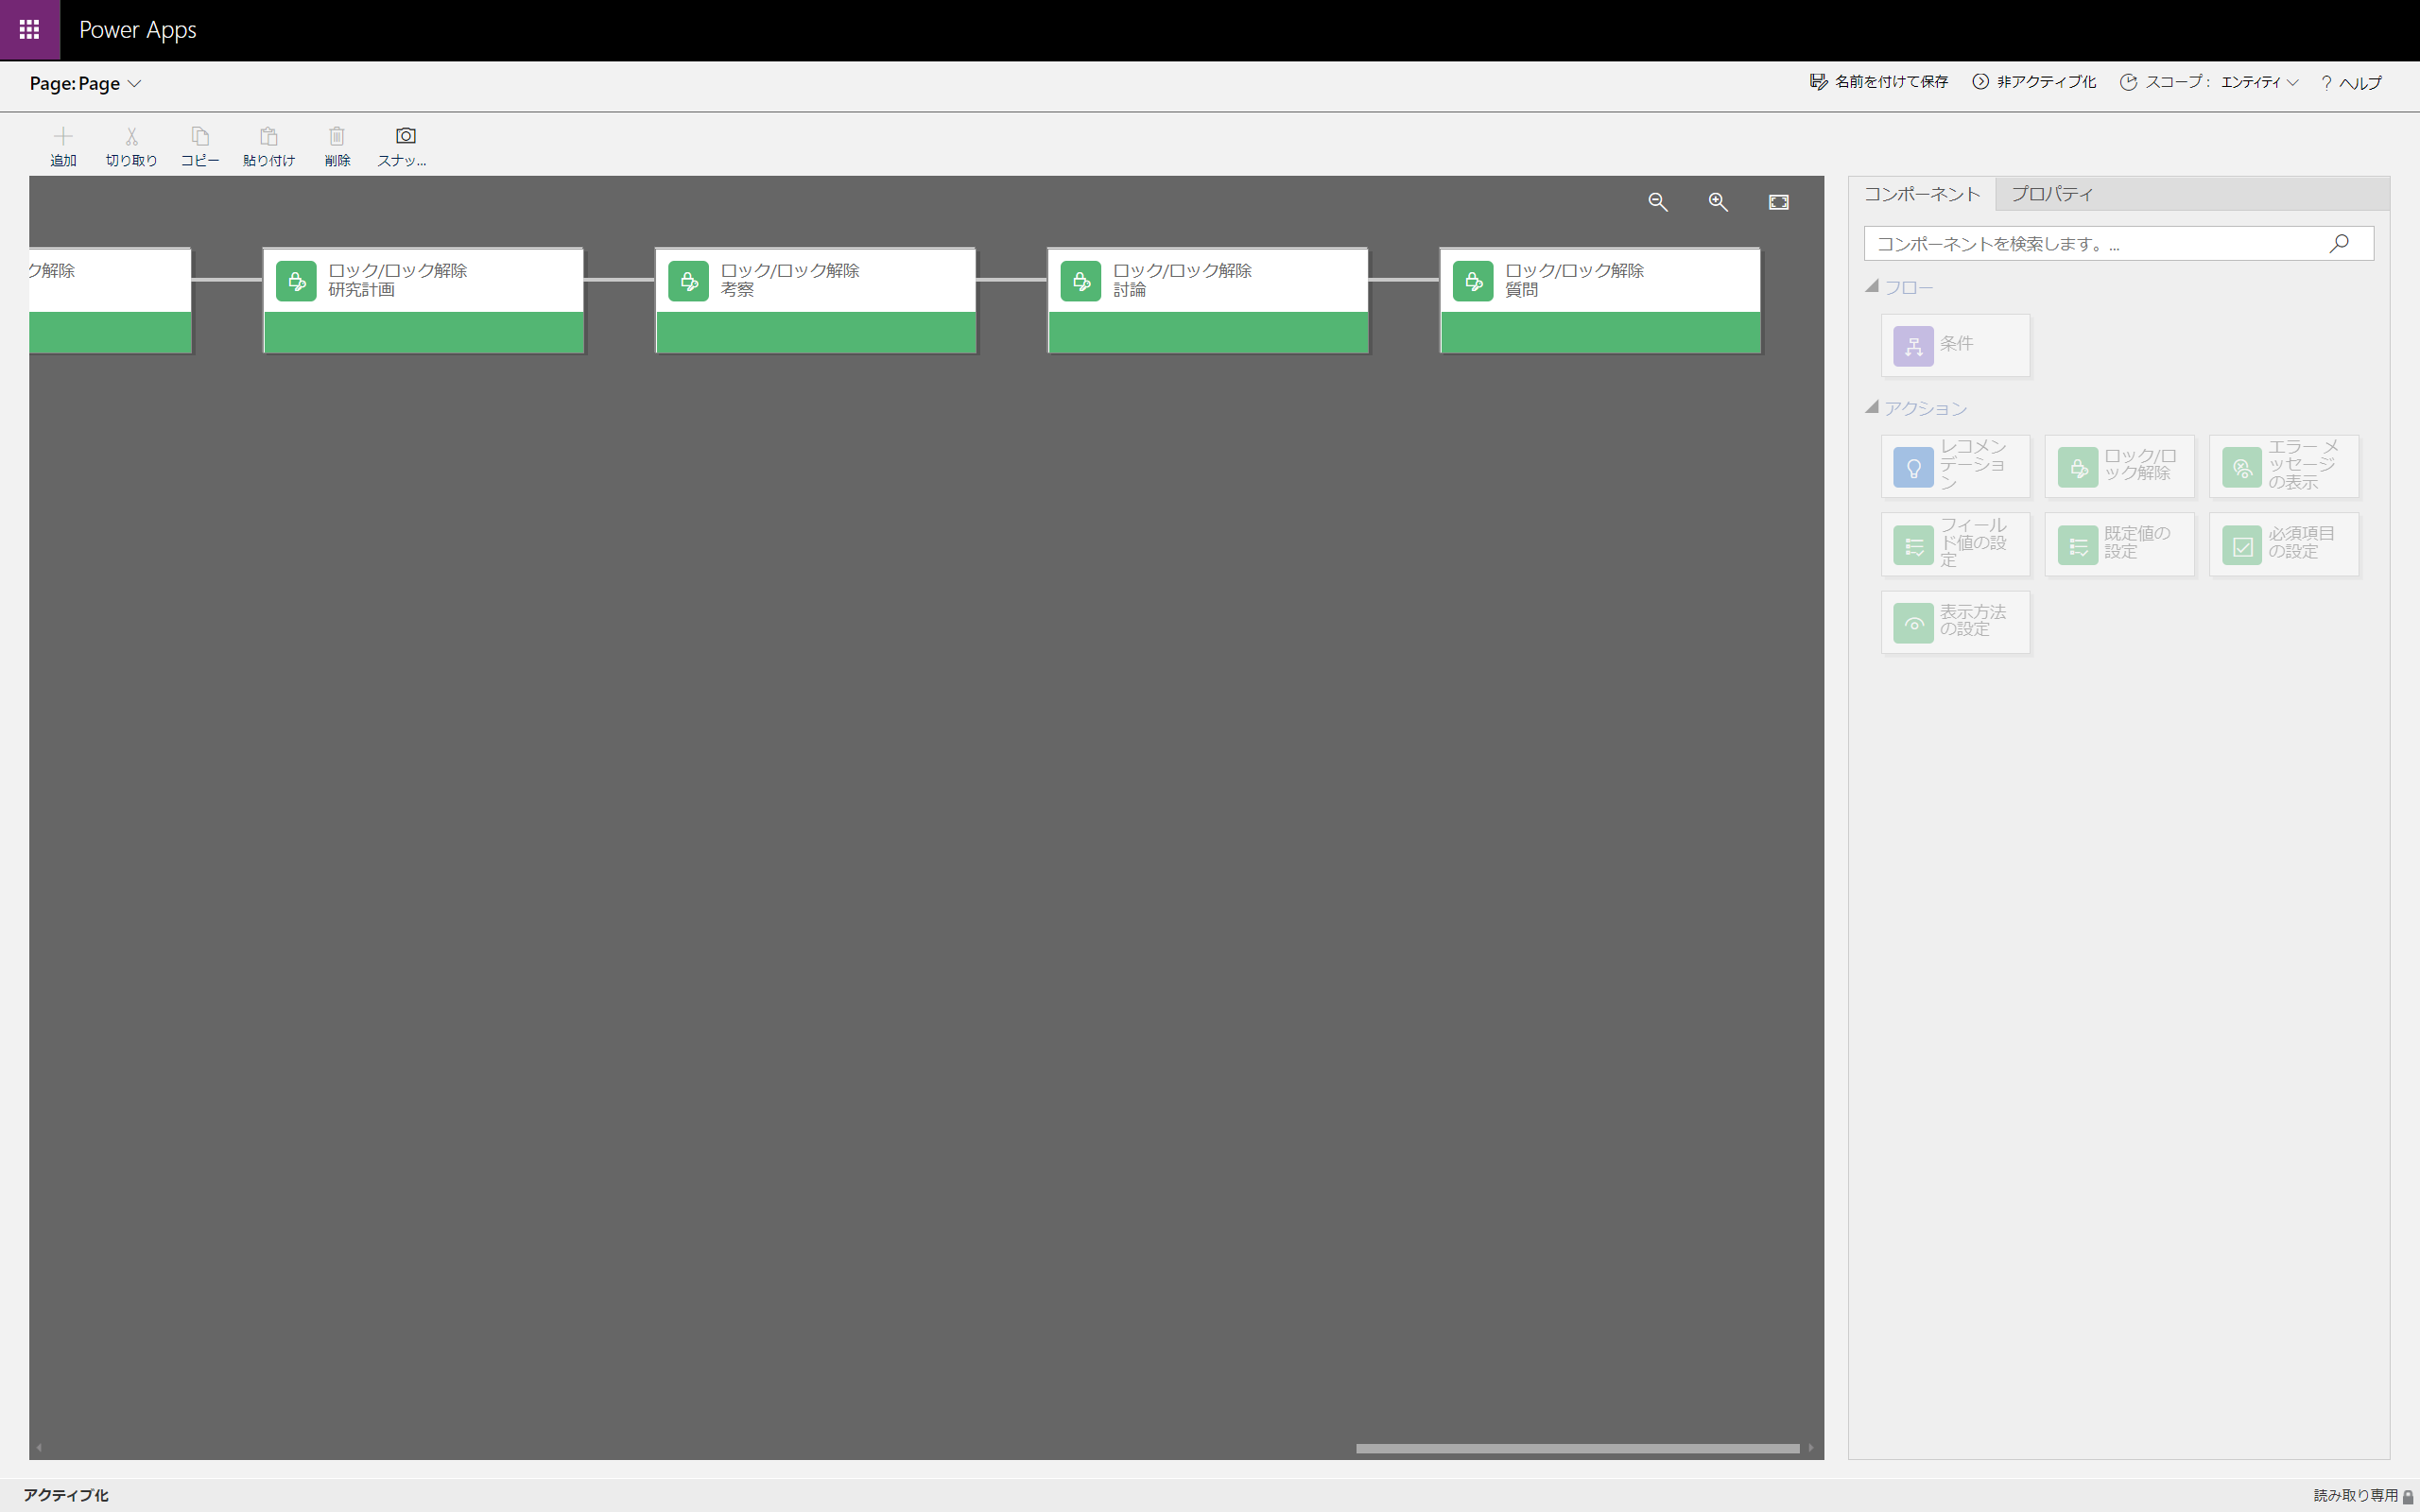 Power Apps
Page: Page
名前を付けて保存
非アクティブ化
スコープ: エンティティ
? ヘルプ
追加
切り取り
コピー
貼り付け
削除
スナッ...
コンポーネント
プロパティ
ク解除
ロック/ロック解除
研究計画
ロック/ロック解除
考察
ロック/ロック解除
討論
ロック/ロック解除
質問
コンポーネントを検索します。...
フロー
条件
アクション
レコメン
デーショ
ン
ロック/ロ
ック解除
エラー メ
ッセージ
の表示
フィール
ド値の設
定
既定値の
設定
必須項目
の設定
表示方法
の設定
アクティブ化
読み取り専用